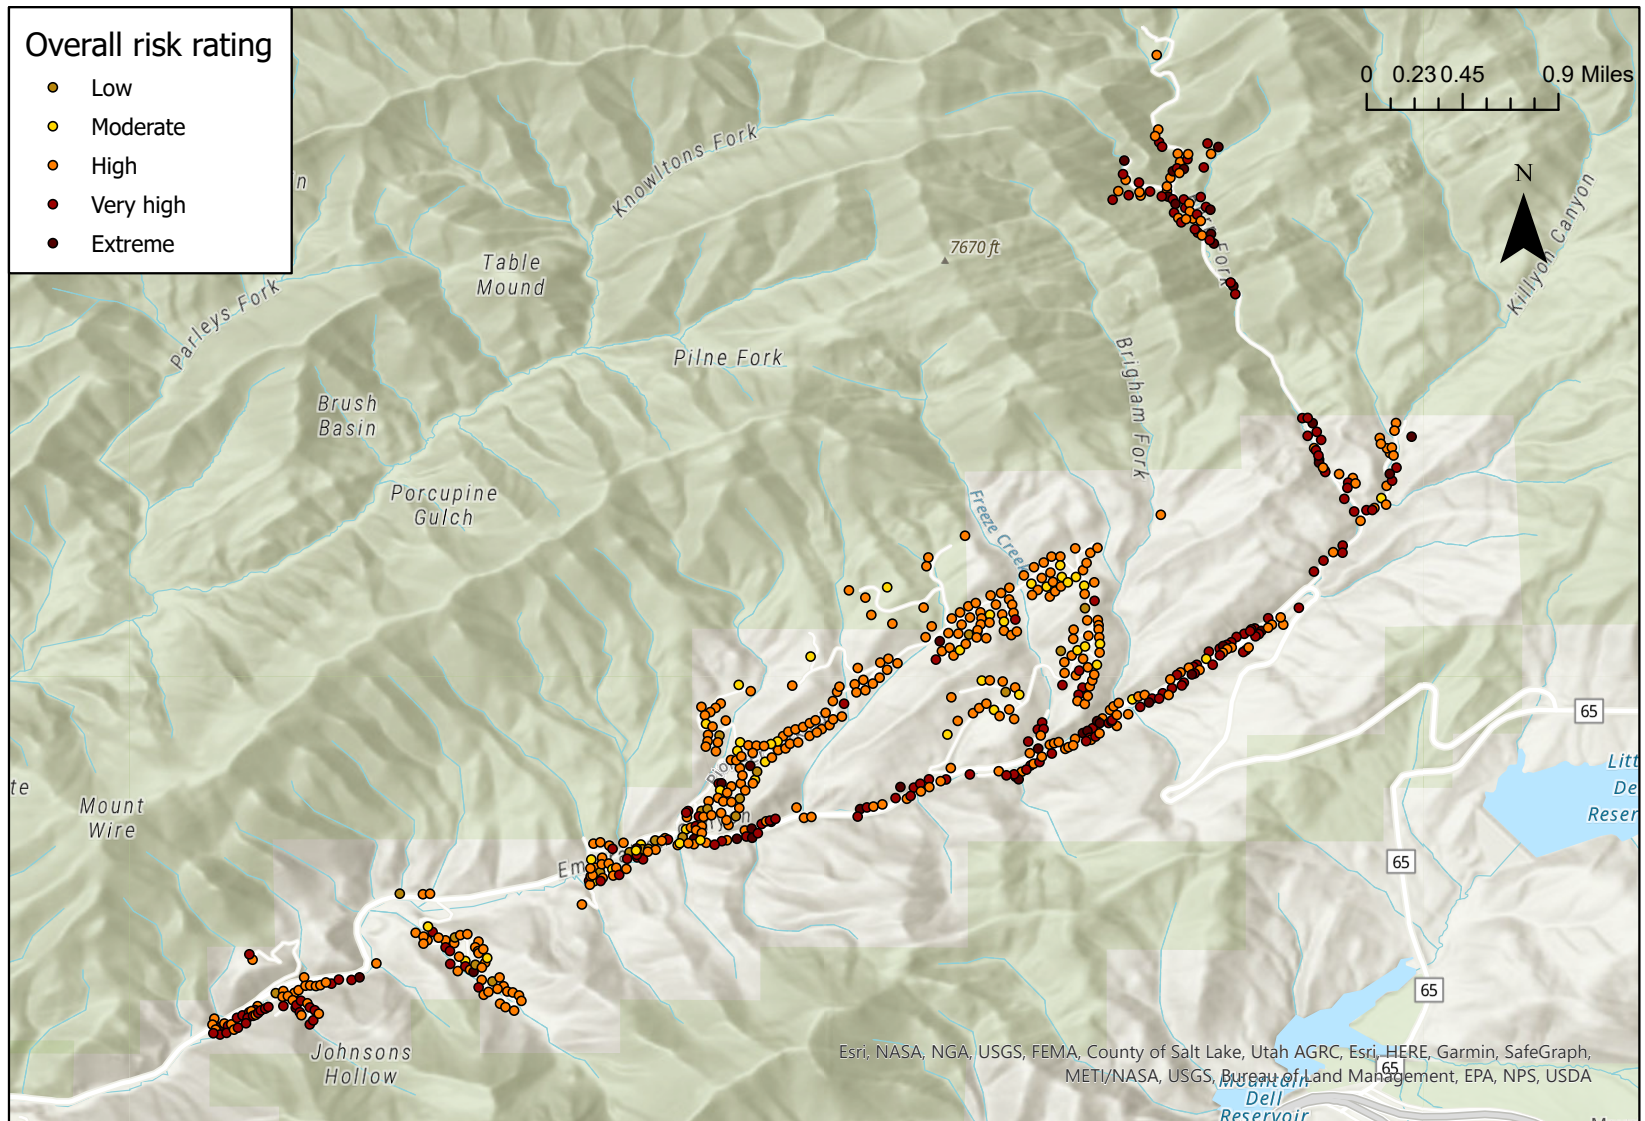 Overall risk rating
Low
Moderate
High
Very high
Extreme
0 0.23 0.45 0.9 Miles
N
Knowltons Fork
Killyon Canyon
7670 ft
Table
Mound
Fork
Parleys Fork
Pilne Fork
Brigham Fork
Brush
Basin
Porcupine
Gulch
Freeze Creek
65
Mount
Wire
65
65
Johnsons
Hollow
Esri, NASA, NGA, USGS, FEMA, County of Salt Lake, Utah AGRC, Esri, HERE, Garmin, SafeGraph,
METI/NASA, USGS, Bureau of Land Management, EPA, NPS, USDA
65
Mountain
Dell
Reservoir